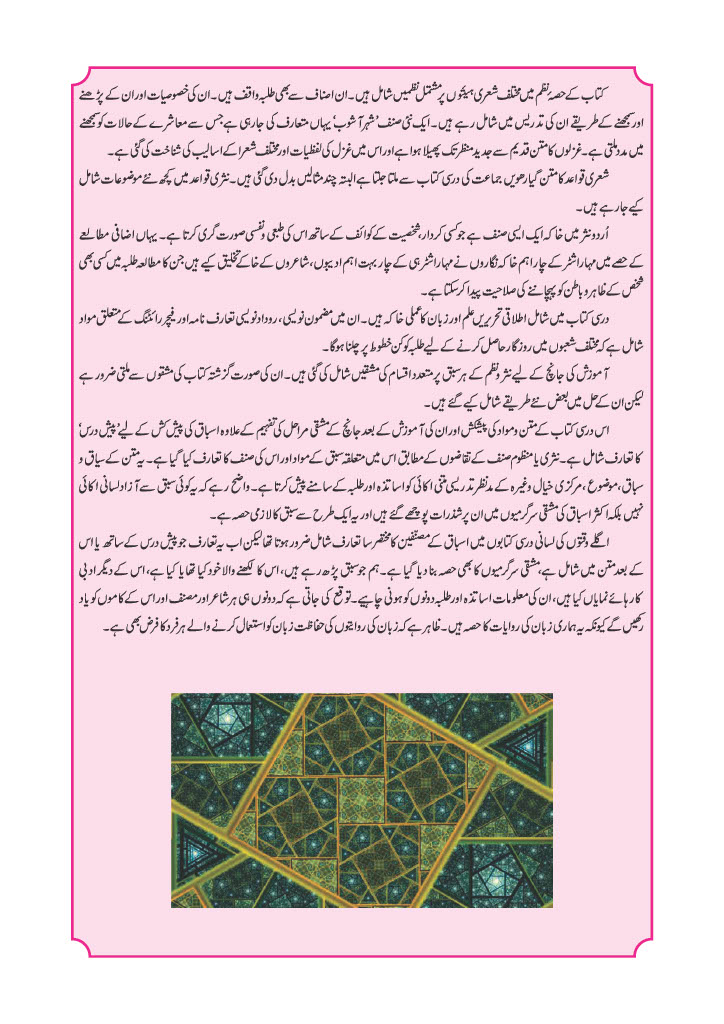 کتاب کے حصۂ نظم میں مختلف شعری ہیئتوں پر مشتمل نظمیں شامل ہیں۔ ان اصناف سے بھی طلبہ واقف ہیں۔ ان کی خصوصیات اور ان کے پڑھنے
اور سمجھنے کے طریقے ان کی تدریس میں شامل رہے ہیں۔ ایک نئی صنف 'شہر آشوب' یہاں متعارف کی جارہی ہے جس سے معاشرے کے حالات کو سمجھنے
میں مدد ملتی ہے۔ غزلوں کا متن قدیم سے جدید منظر تک پھیلا ہوا ہے اور اس میں غزل کی لفظیات اور مختلف شعرا کے اسالیب کی شناخت کی گئی ہے۔
شعری قواعد کا متن گیارھویں جماعت کی درسی کتاب سے ملتا جلتا ہے البتہ چند مثالیں بدل دی گئی ہیں۔ نثری قواعد میں کچھ نئے موضوعات شامل
کیے جارہے ہیں۔
اُردو نثر میں خاکہ ایک ایسی صنف ہے جو کسی کردار، شخصیت کے کوائف کے ساتھ اس کی طبعی و نفسی صورت گری کرتا ہے۔ یہاں اضافی مطالعے
کے حصے میں مہاراشٹر کے چار اہم خاکہ نگاروں نے مہاراشٹر ہی کے چار بہت اہم ادیبوں، شاعروں کے خاکے تخلیق کیے ہیں جن کا مطالعہ طلبہ میں کسی بھی
شخص کے ظاہر و باطن کو پہچاننے کی صلاحیت پیدا کرسکتا ہے۔
درسی کتاب میں شامل اطلاقی تحریریں علم اور زبان کا عملی خاکہ ہیں۔ ان میں مضمون نویسی، روداد نویسی، تعارف نامہ اور فیچر رائٹنگ کے متعلق مواد
شامل ہے کہ مختلف شعبوں میں روزگار حاصل کرنے کے لیے طلبہ کو کن خطوط پر چلنا ہوگا۔
آموزش کی جانچ کے لیے نثر و نظم کے ہر سبق پر متعدد اقسام کی مشقیں شامل کی گئی ہیں۔ ان کی صورت گزشتہ کتاب کی مشقوں سے ملتی ضرور ہے
لیکن ان کے حل میں بعض نئے طریقے شامل کیے گئے ہیں۔
اس درسی کتاب کے متن و مواد کی پیشکش اور ان کی آموزش کے بعد جانچ کے مشقی مراحل کی تفہیم کے علاوہ اسباق کی پیش کش کے لیے 'پیش درس'
کا تعارف شامل ہے۔ نثری یا منظوم صنف کے تقاضوں کے مطابق اس میں متعلقہ سبق کے مواد اور اس کی صنف کا تعارف کیا گیا ہے۔ یہ متن کے سیاق و
سباق، موضوع، مرکزی خیال وغیرہ کے مدنظر تدریسی متنی اکائی کو اساتذہ اور طلبہ کے سامنے پیش کرتا ہے۔ واضح رہے کہ یہ کوئی سبق سے آزاد لسانی اکائی
نہیں بلکہ اکثر اسباق کی مشقی سرگرمیوں میں ان پر شذرات پوچھے گئے ہیں اور یہ ایک طرح سے سبق کا لازمی حصہ ہے۔
اگلے وقتوں کی لسانی درسی کتابوں میں اسباق کے مصنفین کا مختصر سا تعارف شامل ضرور ہوتا تھا لیکن اب یہ تعارف جو پیش درس کے ساتھ یا اس
کے بعد متن میں شامل ہے، مشقی سرگرمیوں کا بھی حصہ بنا دیا گیا ہے۔ ہم جو سبق پڑھ رہے ہیں، اس کا لکھنے والا خود کیا تھا یا کیا ہے، اس کے دیگر ادبی
کارہائے نمایاں کیا ہیں، ان کی معلومات اساتذہ اور طلبہ دونوں کو ہونی چاہیے۔ توقع کی جاتی ہے کہ دونوں ہی ہر شاعر اور مصنف اور اس کے کاموں کو یاد
رکھیں گے کیونکہ یہ ہماری زبان کی روایات کا حصہ ہیں۔ ظاہر ہے کہ زبان کی روایتوں کی حفاظت زبان کو استعمال کرنے والے ہر فرد کا فرض بھی ہے۔